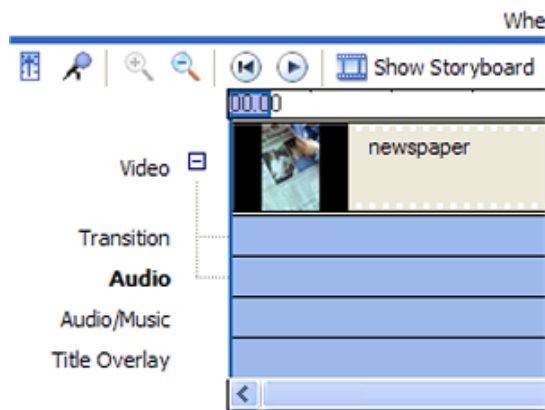 Whe
Show Storyboard
00.00
newspaper
Video
Transition
Audio
Audio/Music
Title Overlay